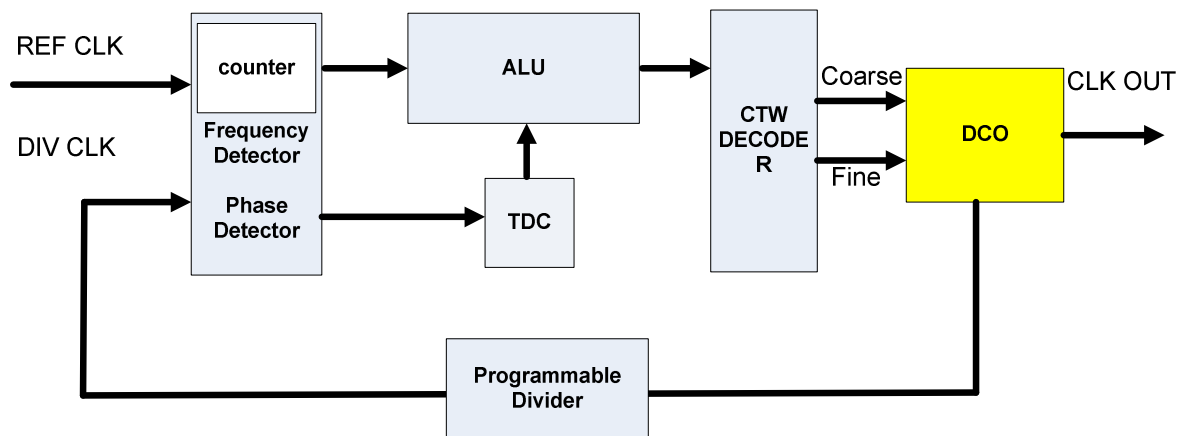 REF CLK
DIV CLK
counter
Frequency
Detector
Phase
Detector
ALU
TDC
CTW
DECODE
R
Coarse
Fine
DCO
CLK OUT
Programmable
Divider